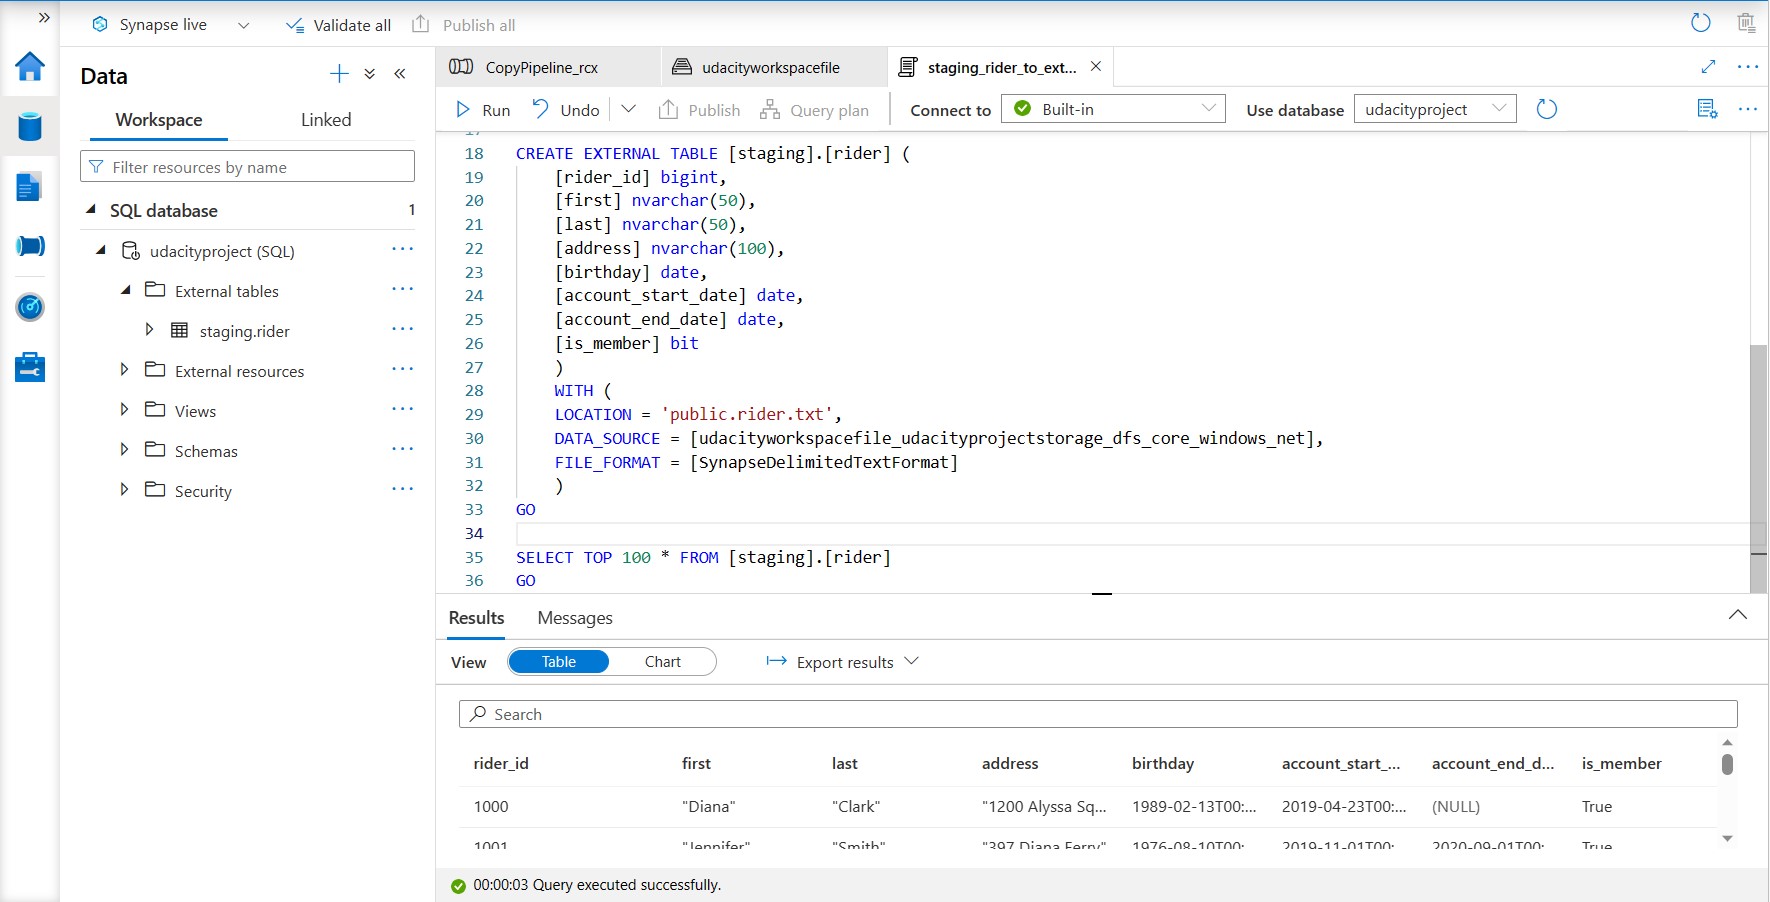 Synapse live
Validate all
Publish all
Data
Workspace
Linked
Filter resources by name
SQL database
1
udacityproject (SQL)
External tables
staging.rider
External resources
Views
Schemas
Security
CopyPipeline_rcx
udacityworkspacefile
staging_rider_to_ext...
Run
Undo
Publish
Query plan
Connect to
Built-in
Use database
udacityproject
17
18 CREATE EXTERNAL TABLE [staging].[rider] (
19 [rider_id] bigint,
20 [first] nvarchar(50),
21 [last] nvarchar(50),
22 [address] nvarchar(100),
23 [birthday] date,
24 [account_start_date] date,
25 [account_end_date] date,
26 [is_member] bit
27 )
28 WITH (
29 LOCATION = 'public.rider.txt',
30 DATA_SOURCE = [udacityworkspacefile_udacityprojectstorage_dfs_core_windows_net],
31 FILE_FORMAT = [SynapseDelimitedTextFormat]
32 )
33 GO
34
35 SELECT TOP 100 * FROM [staging].[rider]
36 GO
Results
Messages
View
Table
Chart
Export results
Search
rider_id first last address birthday account_start_... account_end_d... is_member
1000 "Diana" "Clark" "1200 Alyssa Sq... 1989-02-13T00:... 2019-04-23T00:... (NULL) True
1001 "Jennifer" "Smith" "397 Diana Ferry" 1976-08-10T00: 2019-11-01T00: 2020-09-01T00: True
00:00:03 Query executed successfully.